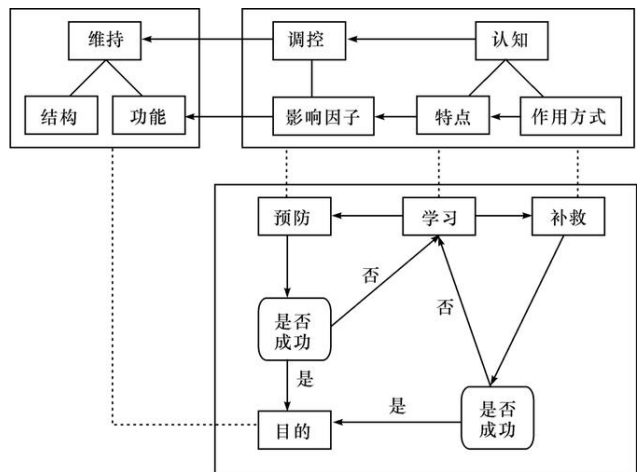 维持
调控
认知
结构
功能
影响因子
特点
作用方式
预防
学习
补救
否
否
是否
成功
是
是
是否
成功
目的